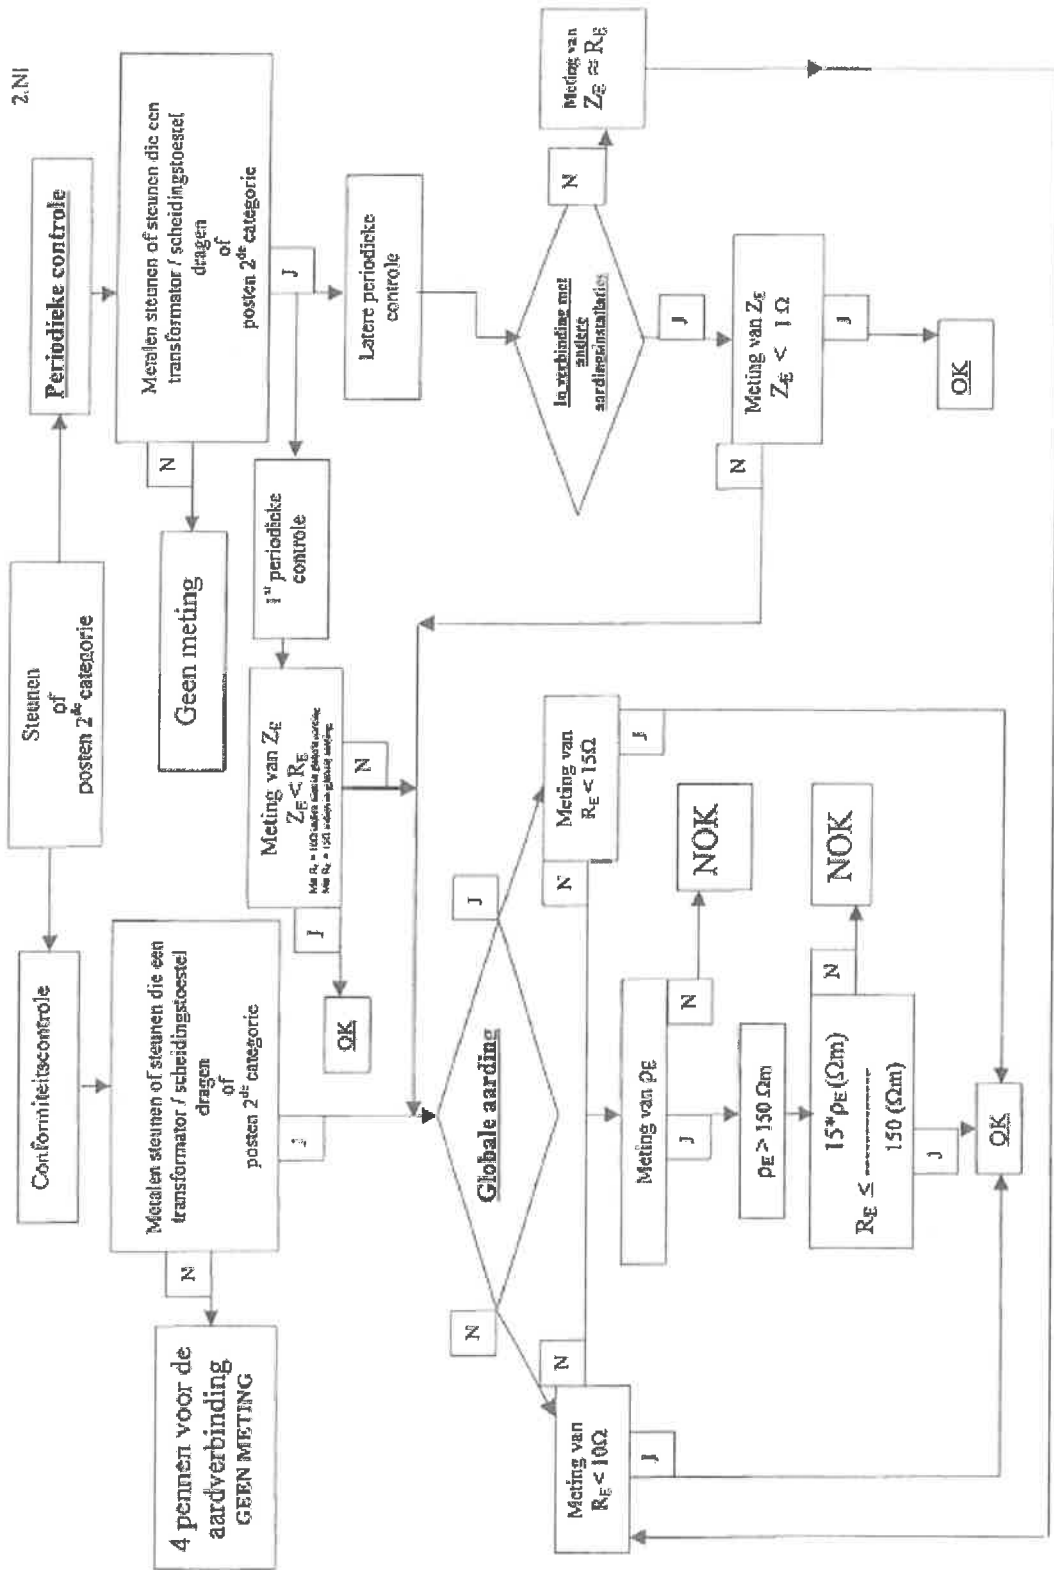 2.Nl
Steunen
of
posten 2de categorie
Conformiteitscontrole
Periodieke controle
Metalen steunen of steunen die een
transformator / scheidingstoestel
dragen
of
posten 2de categorie
N
J
4 pennen voor de
aardverbinding
GEEN METING
Metalen steunen of steunen die een
transformator / scheidingstoestel
dragen
of
posten 2de categorie
N
J
Geen meting
1st periodieke
controle
Latere periodieke
controle
Meting van ZE
ZE < RE
J
N
OK
In verbinding met
andere
aardingsinstallaties
N
J
Meting van
ZE ≈ RE
Globale aarding
N
J
Meting van ZE
ZE < 1 Ω
N
J
OK
Meting van
RE < 10Ω
N
J
Meting van
RE < 15Ω
N
J
Meting van ρE
N
J
NOK
ρE > 150 Ωm
15*ρE(Ωm)
RE ≤ ------------
150 (Ωm)
N
J
NOK
OK